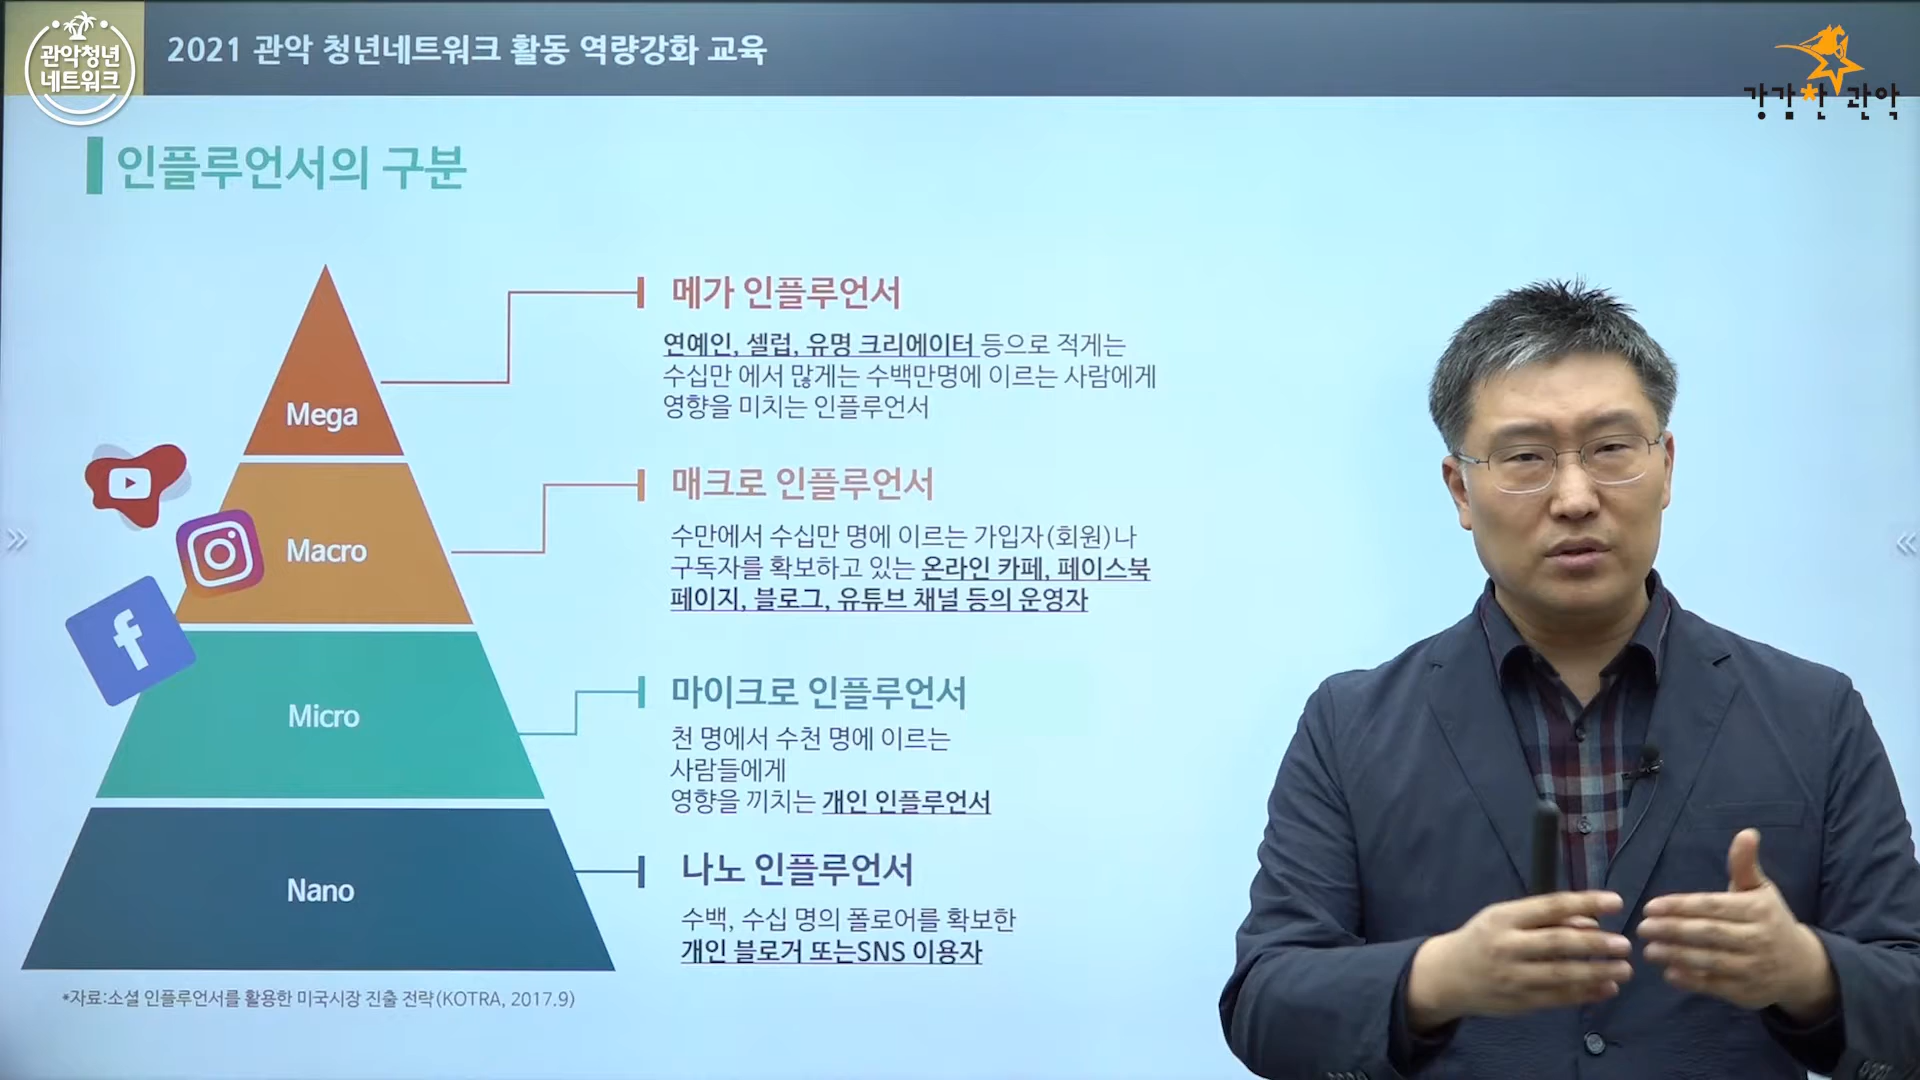 관악청년
네트워크
2021 관악 청년네트워크 활동 역량강화 교육
강감찬 관악
인플루언서의 구분
메가 인플루언서
연예인, 셀럽, 유명 크리에이터 등으로 적게는
수십만 에서 많게는 수백만명에 이르는 사람에게
영향을 미치는 인플루언서
Mega
매크로 인플루언서
수만에서 수십만 명에 이르는 가입자(회원)나
구독자를 확보하고 있는 온라인 카페, 페이스북
페이지, 블로그, 유튜브 채널 등의 운영자
Macro
마이크로 인플루언서
천 명에서 수천 명에 이르는
사람들에게
영향을 끼치는 개인 인플루언서
Micro
나노 인플루언서
수백, 수십 명의 폴로어를 확보한
개인 블로거 또는SNS 이용자
Nano
*자료:소셜 인플루언서를 활용한 미국시장 진출 전략(KOTRA, 2017.9)